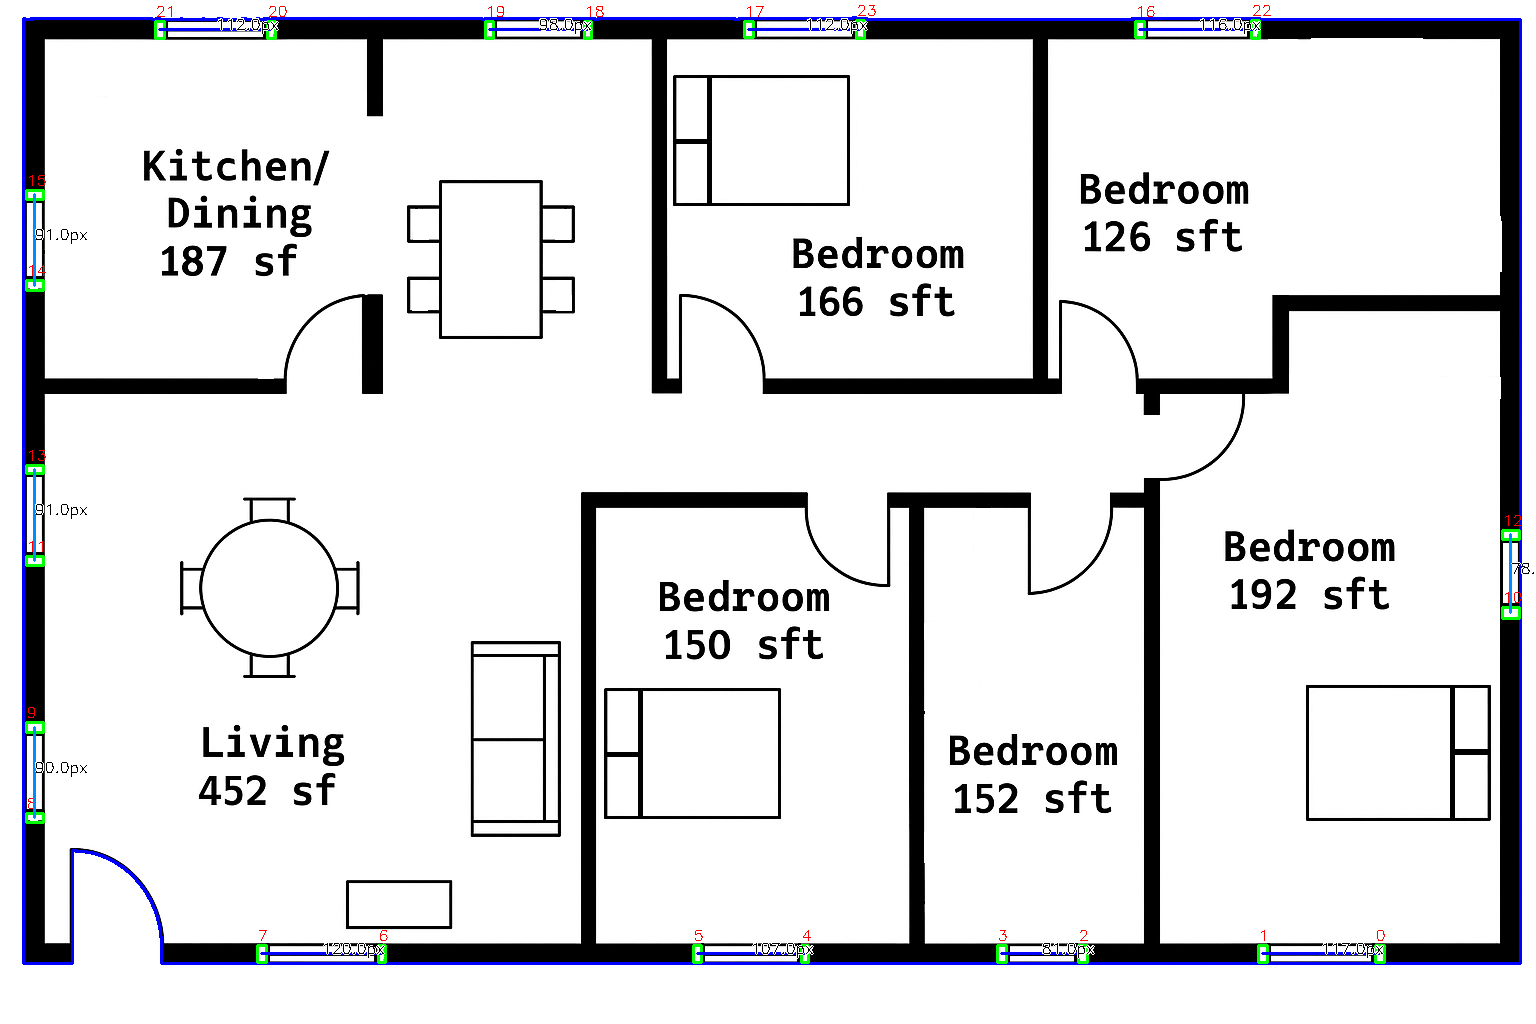 21 20 19 18 17 23 16 22
112.0px 98.0px 112.0px 116.0px
Kitchen/
Dining
187 sf
Bedroom
166 sft
Bedroom
126 sft
15
91.0px
14
13
91.0px
11
Bedroom
150 sft
Bedroom
192 sft
12
78.
10
Living
452 sf
Bedroom
152 sft
9
90.0px
8
7 6 5 4 3 2 1 0
120.0px 107.0px 81.0px 117.0px